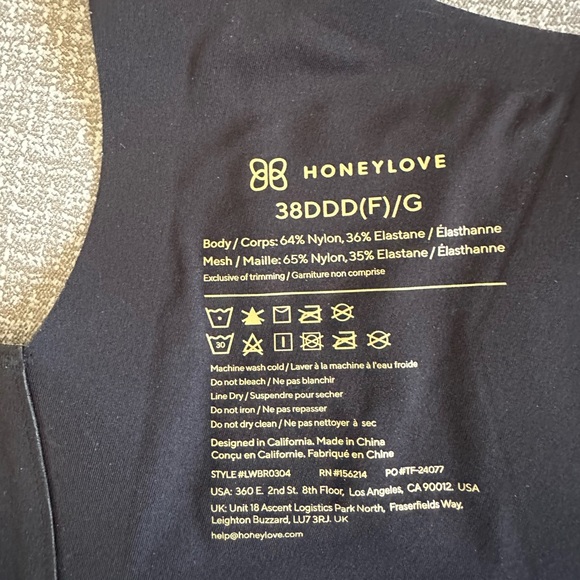 HONEYLOVE
38DDD(F)/G
Body / Corps: 64% Nylon, 36% Elastane / Élasthanne
Mesh / Maille: 65% Nylon, 35% Elastane / Élasthanne
Exclusive of trimming / Garniture non comprise
30
Machine wash cold / Laver à la machine à l'eau froide
Do not bleach / Ne pas blanchir
Line Dry / Suspendre pour secher
Do not iron / Ne pas repasser
Do not dry clean / Ne pas nettoyer à sec
Designed in California. Made in China
Conçu en Californie. Fabriqué en Chine
STYLE #LWBR0304 RN #156214 PO #TF-24077
USA: 360 E. 2nd St. 8th Floor, Los Angeles, CA 90012. USA
UK: Unit 18 Ascent Logistics Park North, Fraserfields Way,
Leighton Buzzard, LU7 3RJ. UK
help@honeylove.com